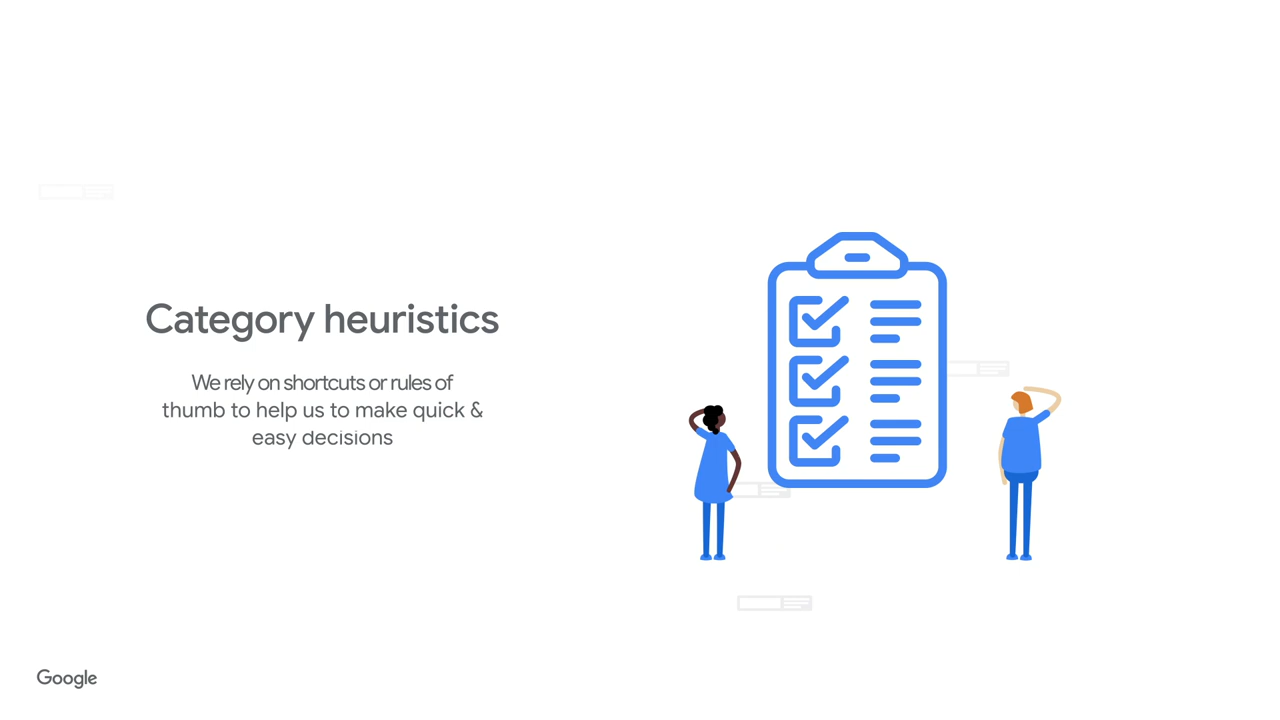 Category heuristics
We rely on shortcuts or rules of
thumb to help us to make quick &
easy decisions
Google